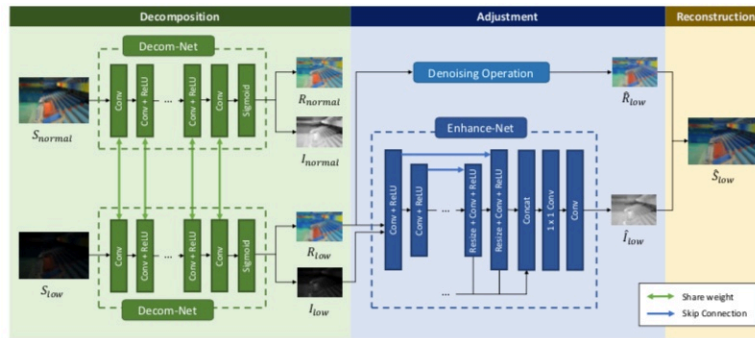 Decomposition
Adjustment
Reconstruction
Decom-Net
Conv
Conv + ReLU
...
Conv + ReLU
Conv
Sigmoid
S_normal
R_normal
I_normal
Denoising Operation
R̂_low
Enhance-Net
Conv + ReLU
Conv + ReLU
...
Resize + Conv + ReLU
Resize + Conv + ReLU
Concat
1 x 1 Conv
Conv
...
Ŝ_low
Î_low
Conv
Conv + ReLU
...
Conv + ReLU
Conv
Sigmoid
S_low
R_low
I_low
Decom-Net
Share weight
Skip Connection